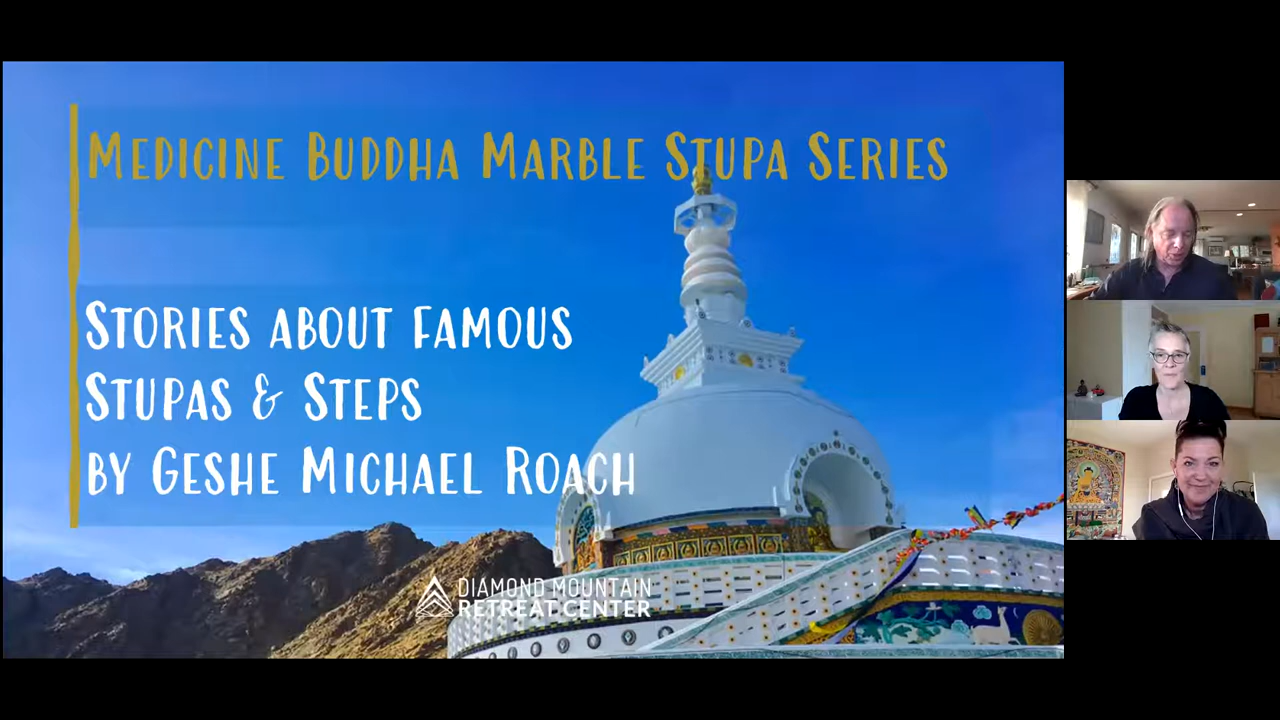 Medicine Buddha Marble Stupa Series
Stories about Famous
Stupas & Steps
by Geshe Michael Roach
DIAMOND MOUNTAIN
RETREAT CENTER